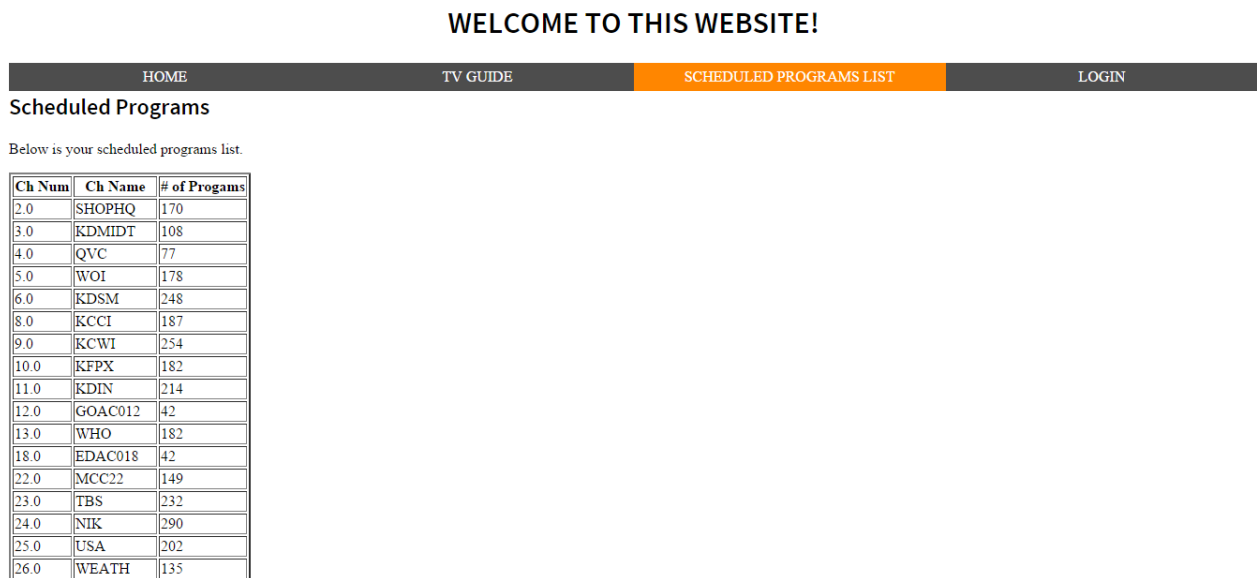 WELCOME TO THIS WEBSITE!
HOME TV GUIDE SCHEDULED PROGRAMS LIST LOGIN
Scheduled Programs
Below is your scheduled programs list.
Ch Num Ch Name # of Progams
2.0 SHOPHQ 170
3.0 KDMIDT 108
4.0 QVC 77
5.0 WOI 178
6.0 KDSM 248
8.0 KCCI 187
9.0 KCWI 254
10.0 KFPX 182
11.0 KDIN 214
12.0 GOAC012 42
13.0 WHO 182
18.0 EDAC018 42
22.0 MCC22 149
23.0 TBS 232
24.0 NIK 290
25.0 USA 202
26.0 WEATH 135